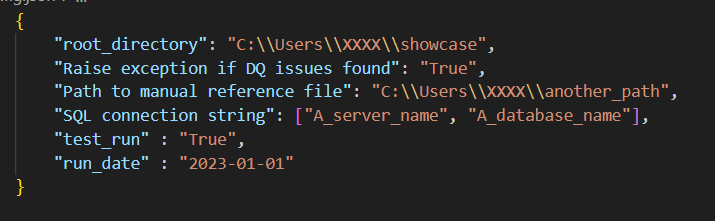 {
"root_directory": "C:\\Users\\XXXX\\showcase",
"Raise exception if DQ issues found": "True",
"Path to manual reference file": "C:\\Users\\XXXX\\another_path",
"SQL connection string": ["A_server_name", "A_database_name"],
"test_run" : "True",
"run_date" : "2023-01-01"
}